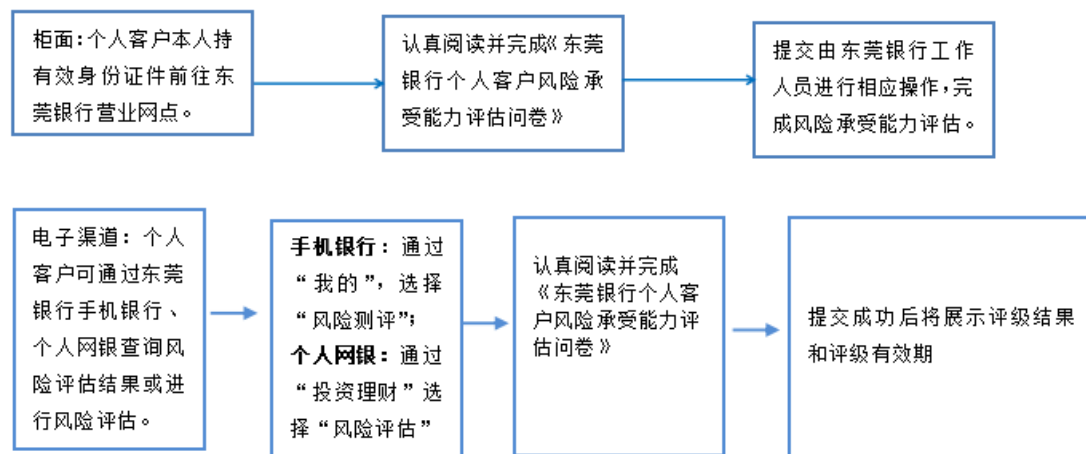 柜面：个人客户本人持
有效身份证件前往东
莞银行营业网点。
认真阅读并完成《东莞
银行个人客户风险承
受能力评估问卷》
提交由东莞银行工作
人员进行相应操作，完
成风险承受能力评估。
电子渠道：个人
客户可通过东莞
银行手机银行、
个人网银查询风
险评估结果或进
行风险评估。
手机银行：通过
“我的”，选择
“风险测评”；
个人网银：通过
“投资理财”选
择“风险评估”
认真阅读并完成
《东莞银行个人客
户风险承受能力评
估问卷》
提交成功后将展示评级结果
和评级有效期